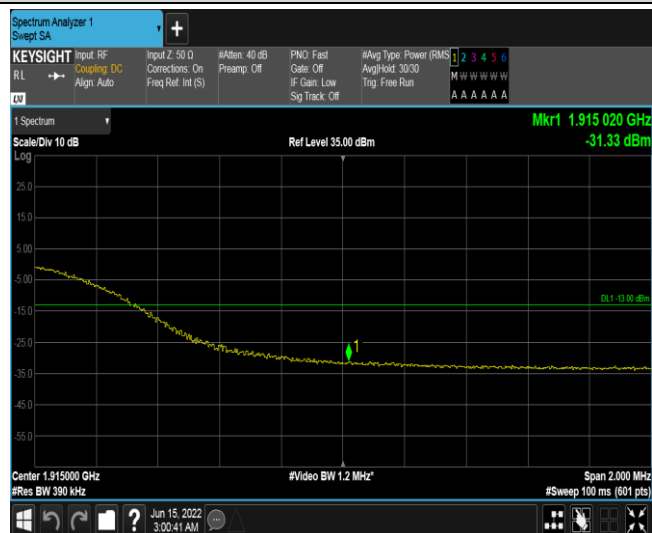 Spectrum Analyzer 1
Swept SA
+
KEYSIGHT Input: RF Input Z: 50 Ω #Atten: 40 dB PNO: Fast #Avg Type: Power (RMS 1 2 3 4 5 6
RL Coupling: DC Corrections: On Preamp: Off Gate: Off Avg|Hold: 30/30 M W W W W W
Align: Auto Freq Ref: Int (S) IF Gain: Low Trig: Free Run
Sig Track: Off A A A A A A
LXI
1 Spectrum Mkr1 1.915 020 GHz
Scale/Div 10 dB Ref Level 35.00 dBm -31.33 dBm
Log
25.0
15.0
5.00
-5.00
DL1 -13.00 dBm
-15.0
-25.0
1
-35.0
-45.0
-55.0
Center 1.915000 GHz #Video BW 1.2 MHz* Span 2.000 MHz
#Res BW 390 kHz #Sweep 100 ms (601 pts)
? Jun 15, 2022
3:00:41 AM